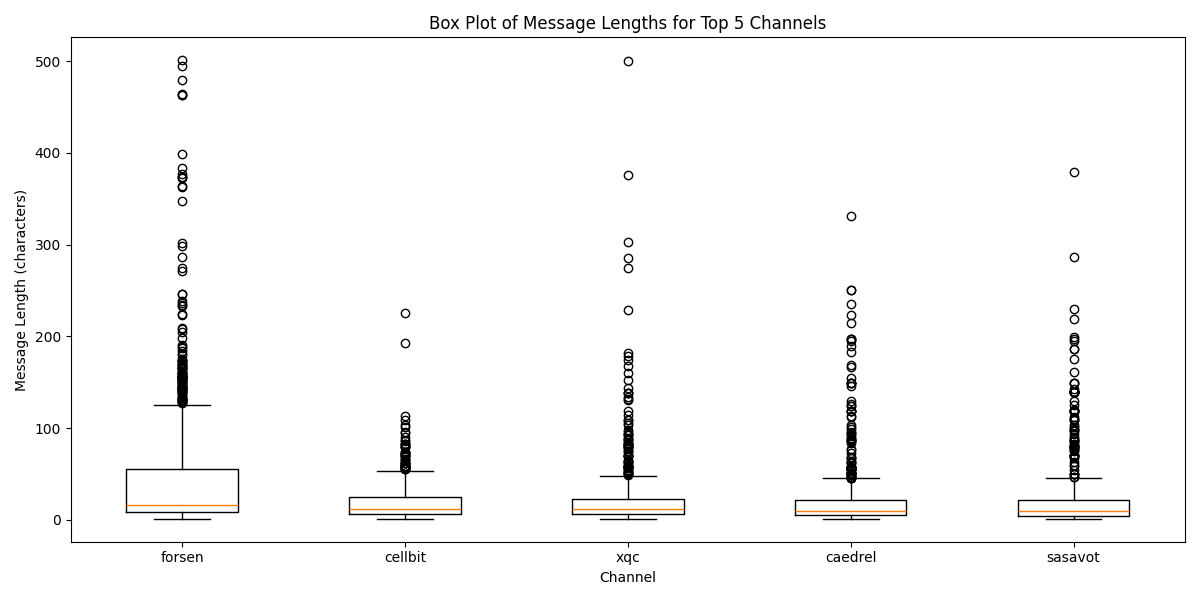 Box Plot of Message Lengths for Top 5 Channels
Message Length (characters)
500
400
300
200
100
0
forsen cellbit xqc caedrel sasavot
Channel